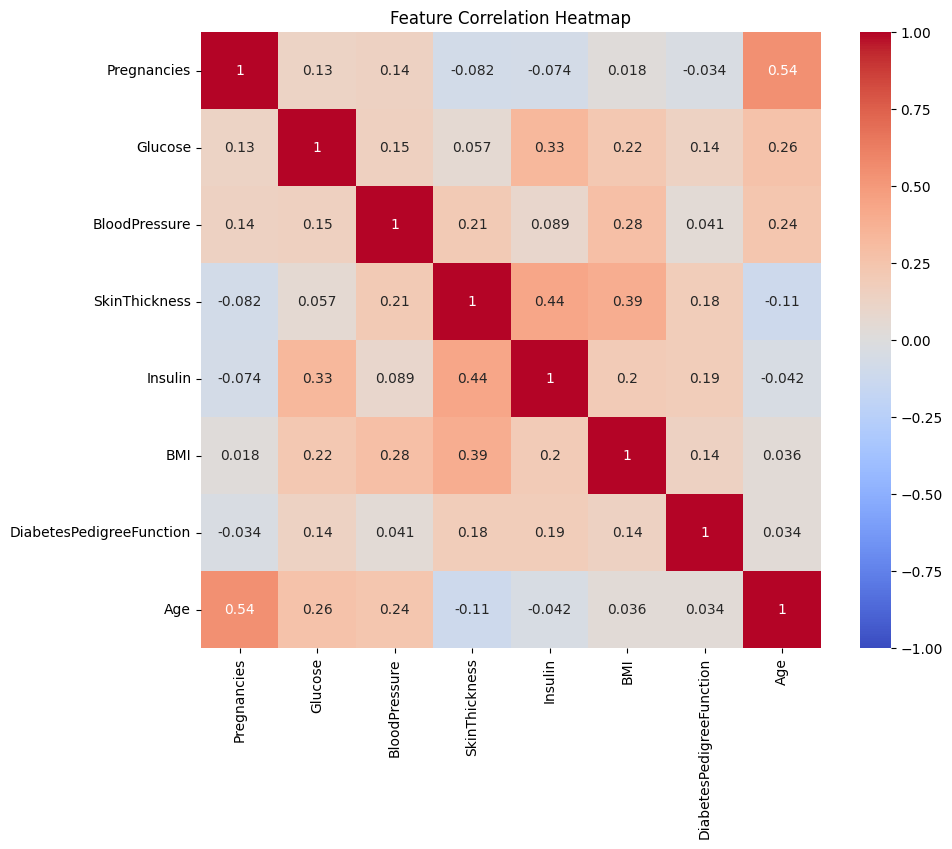 Feature Correlation Heatmap
Pregnancies 1 0.13 0.14 -0.082 -0.074 0.018 -0.034 0.54
Glucose 0.13 1 0.15 0.057 0.33 0.22 0.14 0.26
BloodPressure 0.14 0.15 1 0.21 0.089 0.28 0.041 0.24
SkinThickness -0.082 0.057 0.21 1 0.44 0.39 0.18 -0.11
Insulin -0.074 0.33 0.089 0.44 1 0.2 0.19 -0.042
BMI 0.018 0.22 0.28 0.39 0.2 1 0.14 0.036
DiabetesPedigreeFunction -0.034 0.14 0.041 0.18 0.19 0.14 1 0.034
Age 0.54 0.26 0.24 -0.11 -0.042 0.036 0.034 1
Pregnancies
Glucose
BloodPressure
SkinThickness
Insulin
BMI
DiabetesPedigreeFunction
Age
1.00
0.75
0.50
0.25
0.00
−0.25
−0.50
−0.75
−1.00